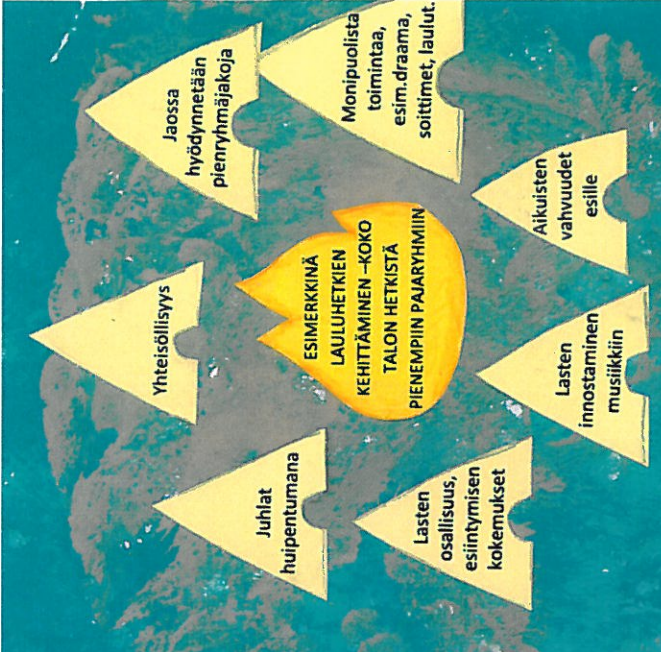 Yhteisöllisyys
Jaossa
hyödynnetään
pienryhmäjakoja
Juhlat
huipentumana
ESIMERKKINÄ
LAULUHETKIEN
KEHITTÄMINEN –KOKO
TALON HETKISTÄ
PIENEMPIIN PAJARYHMIIN
Monipuolista
toimintaa,
esim.draama,
soittimet, laulut.
Lasten
osallisuus,
esiintymisen
kokemukset
Lasten
innostaminen
musiikkiin
Aikuisten
vahvuudet
esille